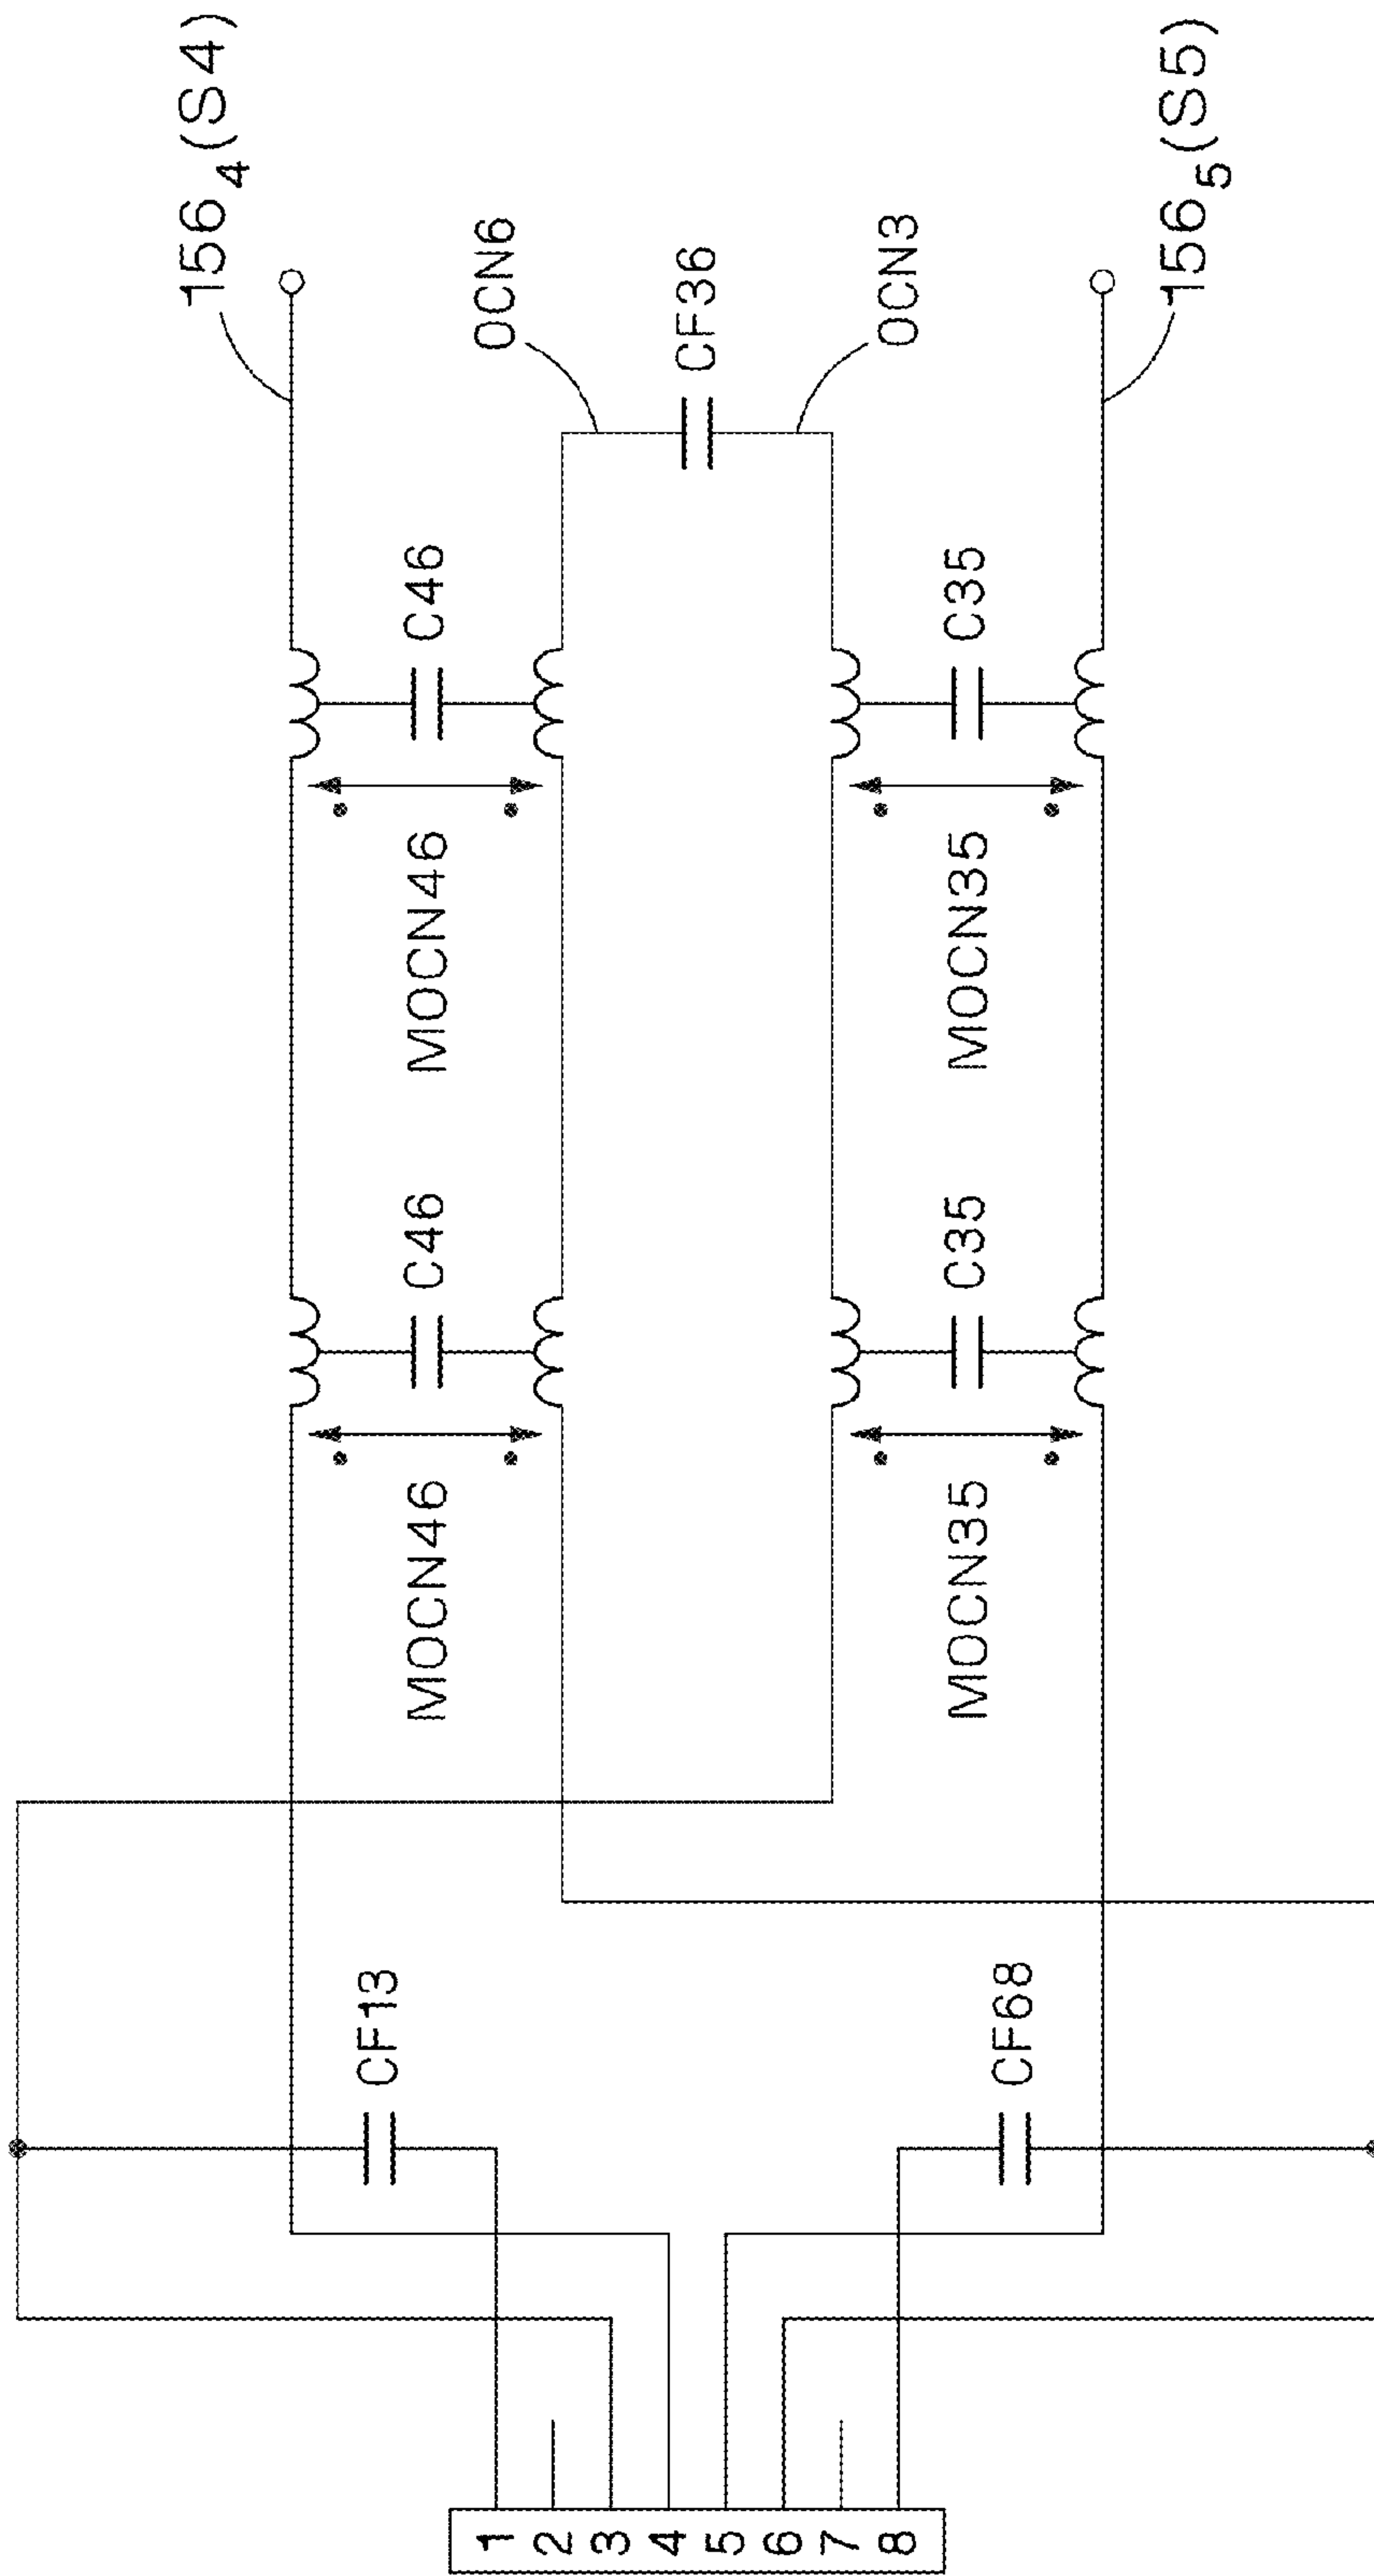 156₄(S4)
CF13
MOCN46
C46
MOCN46
C46
OCN6
CF36
OCN3
1
2
3
4
5
6
7
8
MOCN35
C35
MOCN35
C35
CF68
156₅(S5)